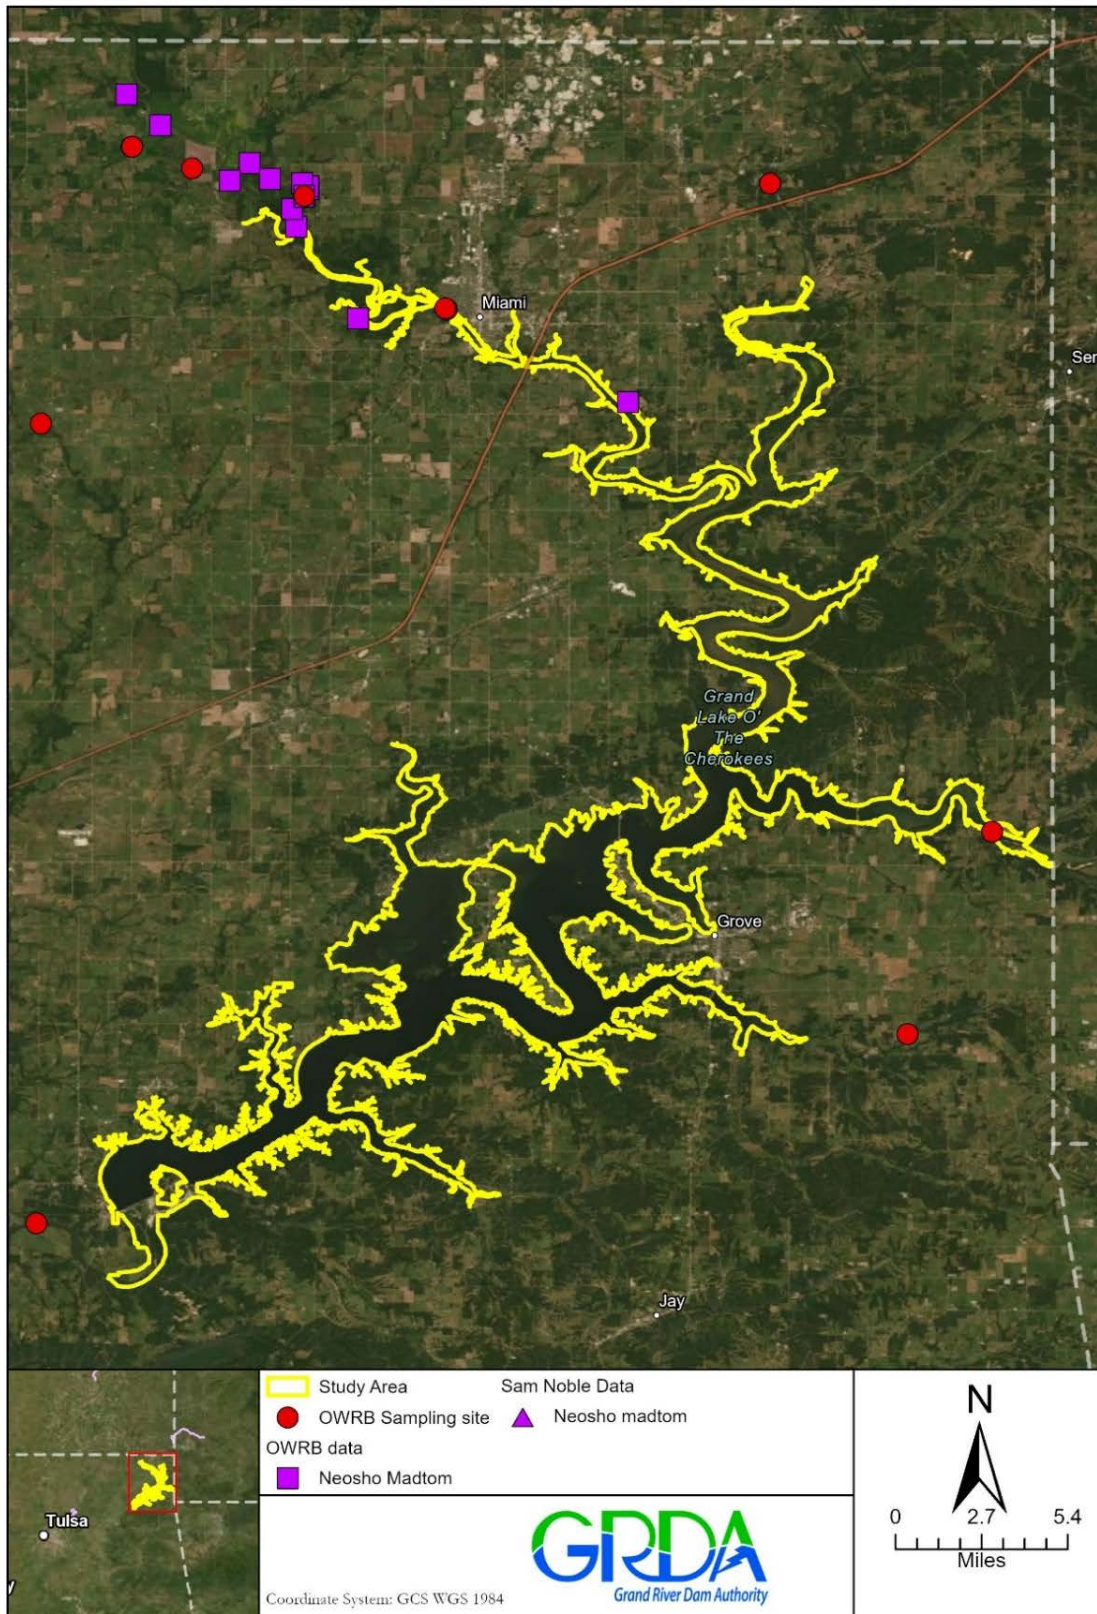 Miami
Ser
Grand
Lake O'
The
Cherokees
Grove
Jay
Tulsa
y
Study Area
Sam Noble Data
OWRB Sampling site
Neosho madtom
OWRB data
Neosho Madtom
Coordinate System: GCS WGS 1984
GRDA
Grand River Dam Authority
N
0 2.7 5.4
Miles